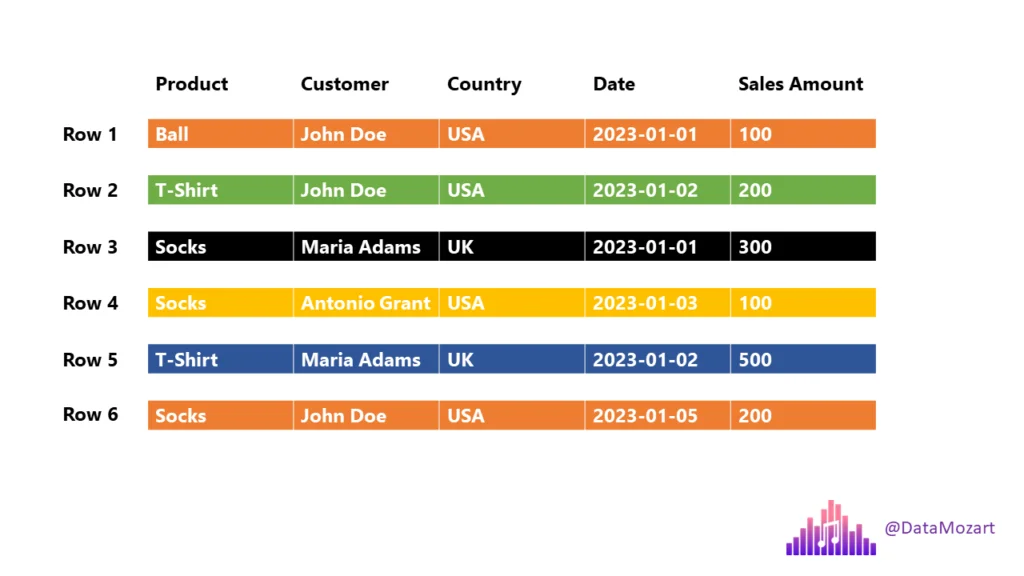 Product Customer Country Date Sales Amount
Row 1 Ball John Doe USA 2023-01-01 100
Row 2 T-Shirt John Doe USA 2023-01-02 200
Row 3 Socks Maria Adams UK 2023-01-01 300
Row 4 Socks Antonio Grant USA 2023-01-03 100
Row 5 T-Shirt Maria Adams UK 2023-01-02 500
Row 6 Socks John Doe USA 2023-01-05 200
@DataMozart